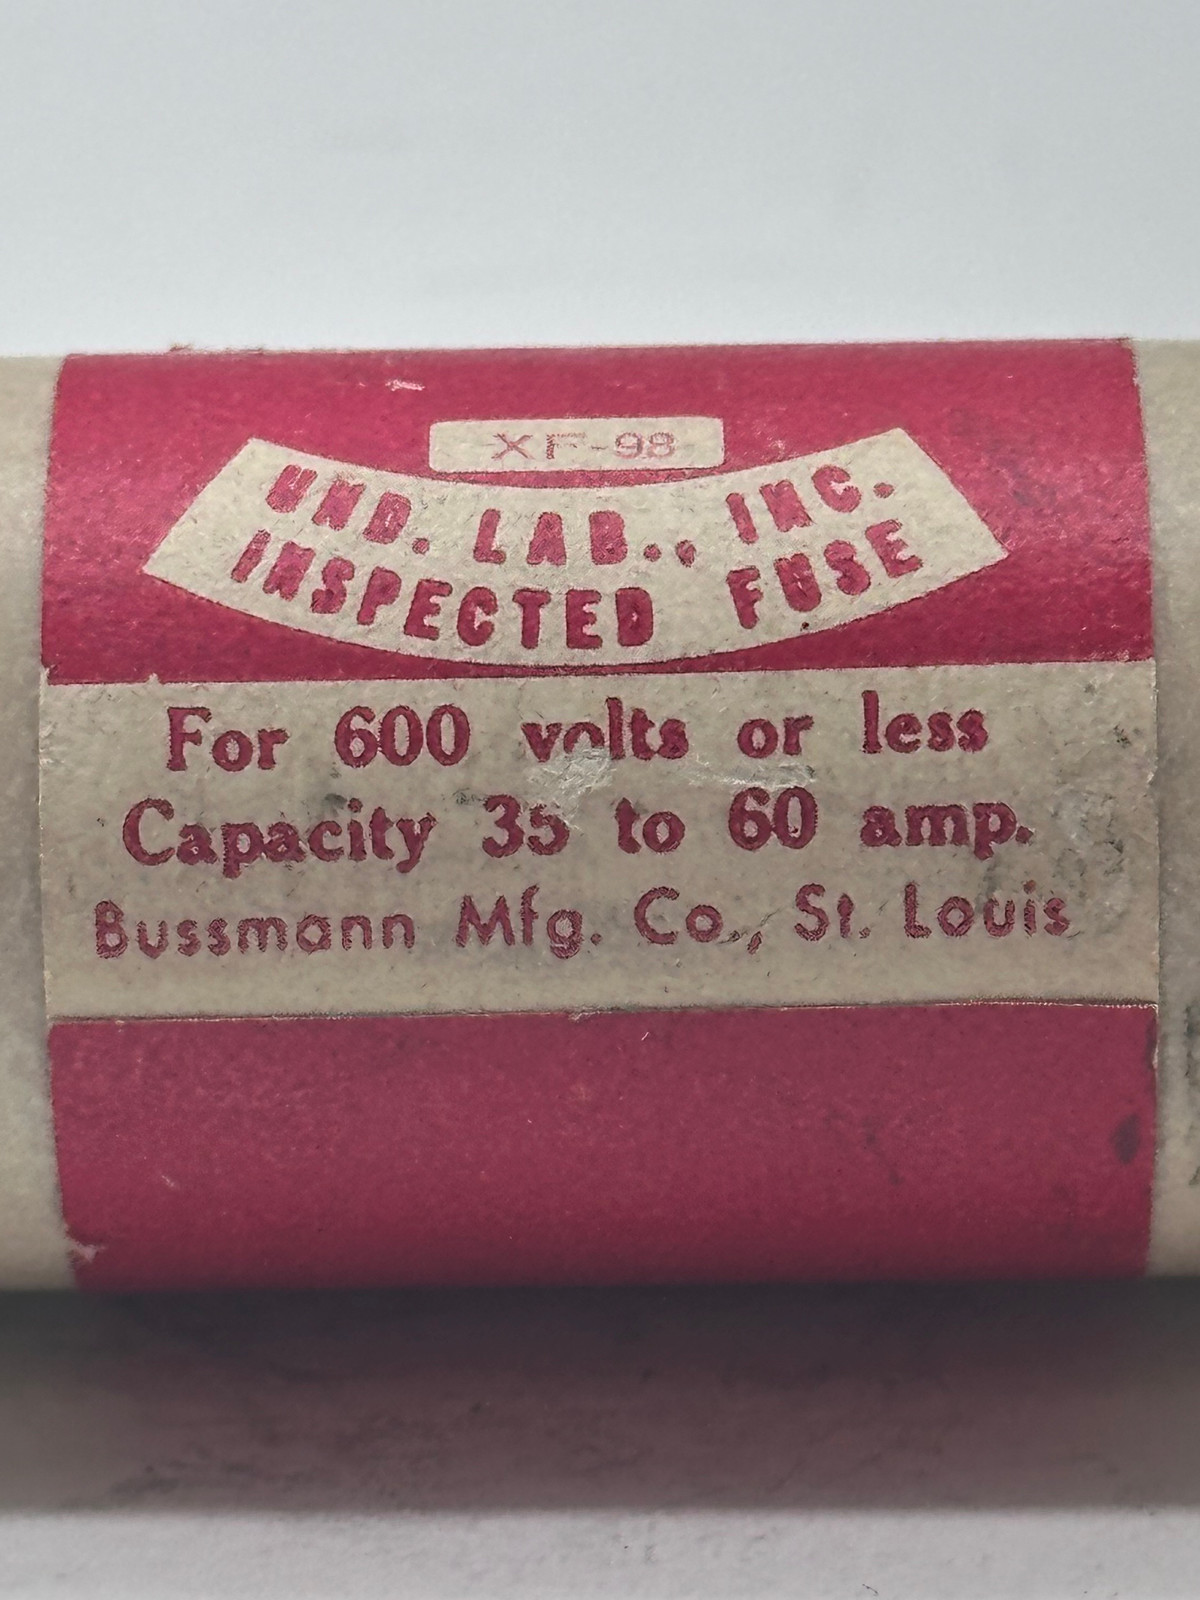 XF-98
UND. LAB., INC.
INSPECTED FUSE
For 600 volts or less
Capacity 35 to 60 amp.
Bussmann Mfg. Co., St. Louis